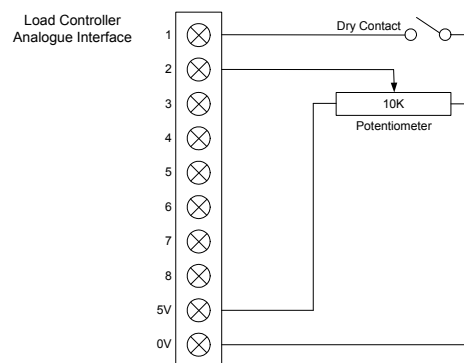 Load Controller
Analogue Interface
1
Dry Contact
2
3
10K
Potentiometer
4
5
6
7
8
5V
0V